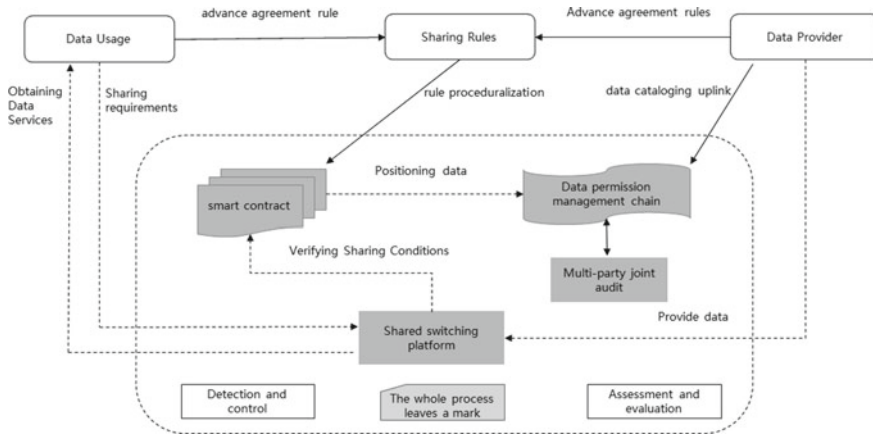 advance agreement rule
Advance agreement rules
Data Usage
Sharing Rules
Data Provider
Obtaining
Data
Services
Sharing
requirements
rule proceduralization
data cataloging uplink
Positioning data
smart contract
Data permission
management chain
Verifying Sharing Conditions
Multi-party joint
audit
Provide data
Shared switching
platform
Detection and
control
The whole process
leaves a mark
Assessment and
evaluation